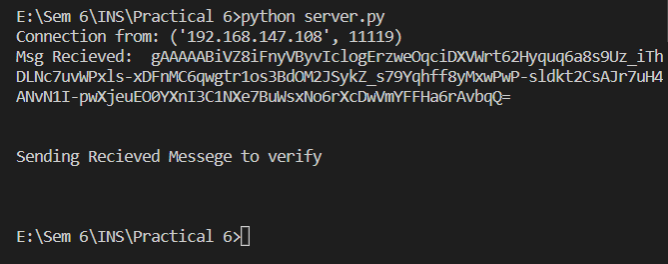 E:\Sem 6\INS\Practical 6>python server.py
Connection from: ('192.168.147.108', 11119)
Msg Recieved:  gAAAAABiVZ8iFnyVByvIclogErzweOqciDXVWrt62Hyquq6a8s9Uz_iTh
DLNc7uvWPxls-xDFnMC6qwgtr1os3BdOM2JSykZ_s79Yqhff8yMxwPwP-sldkt2CsAJr7uH4
ANvN1I-pwXjeuEO0YXnI3C1NXe7BuWsxNo6rXcDwVmYFFHa6rAvbqQ=
Sending Recieved Messege to verify
E:\Sem 6\INS\Practical 6>